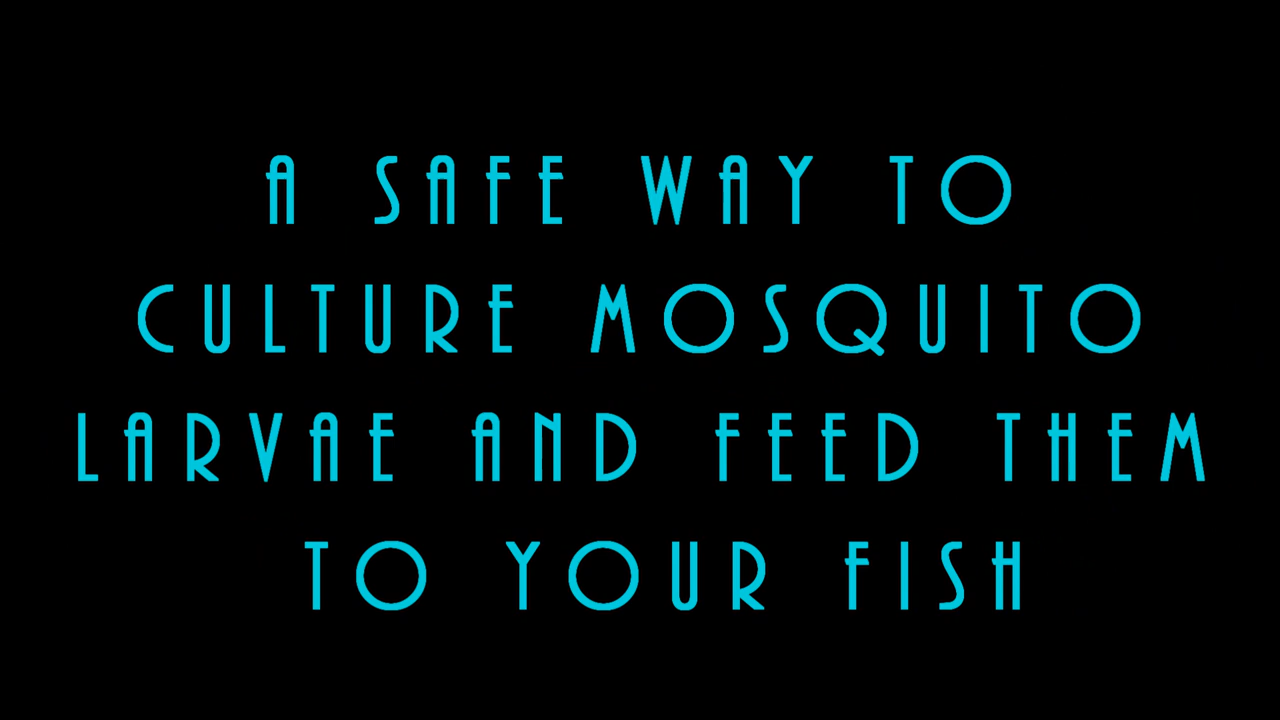 A SAFE WAY TO
CULTURE MOSQUITO
LARVAE AND FEED THEM
TO YOUR FISH